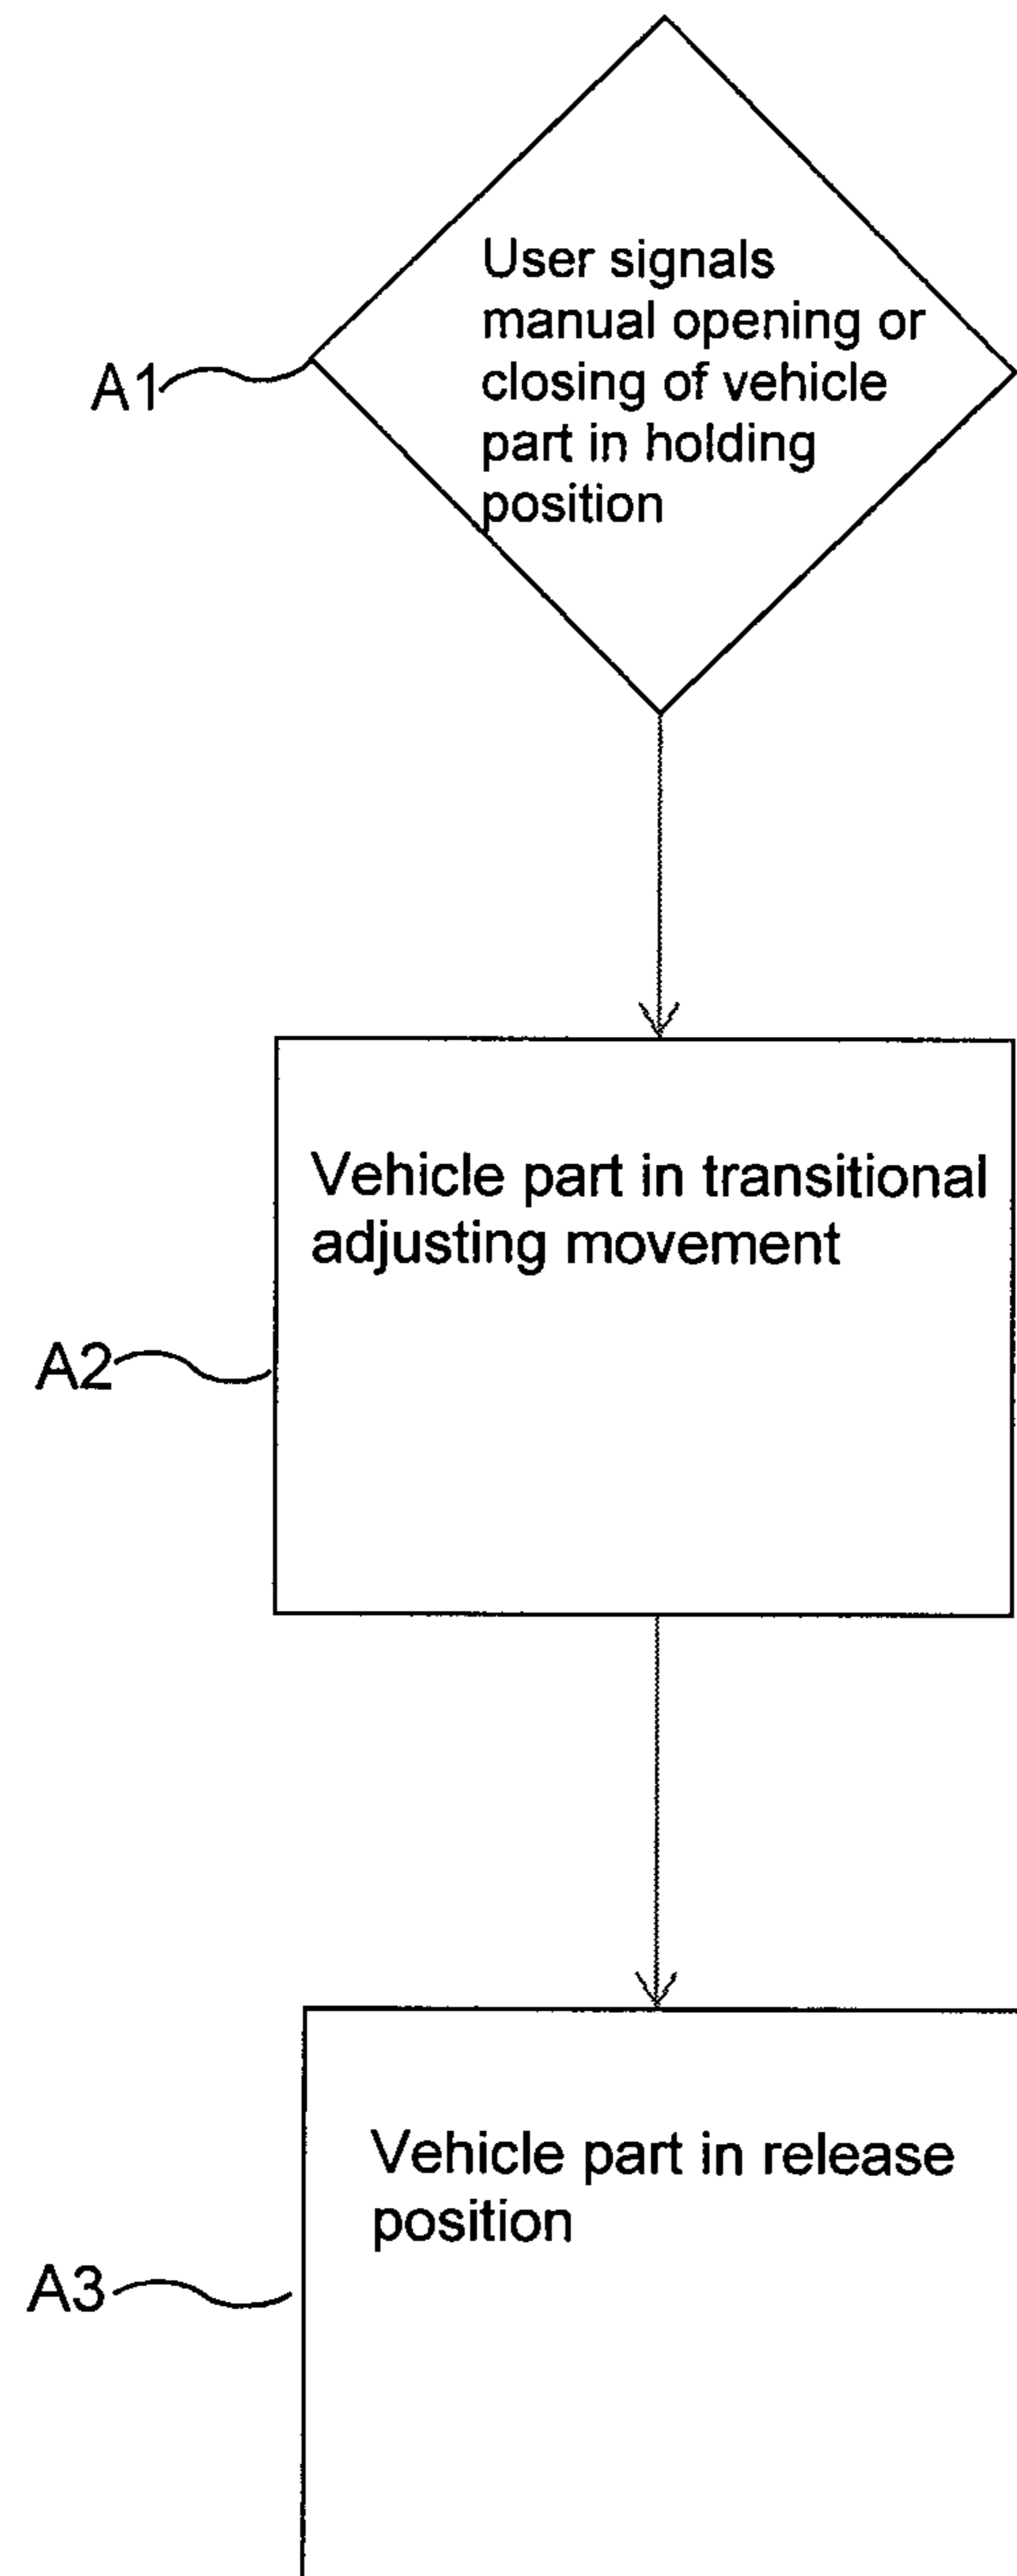 User signals
manual opening or
closing of vehicle
part in holding
position
A1
Vehicle part in transitional
adjusting movement
A2
Vehicle part in release
position
A3